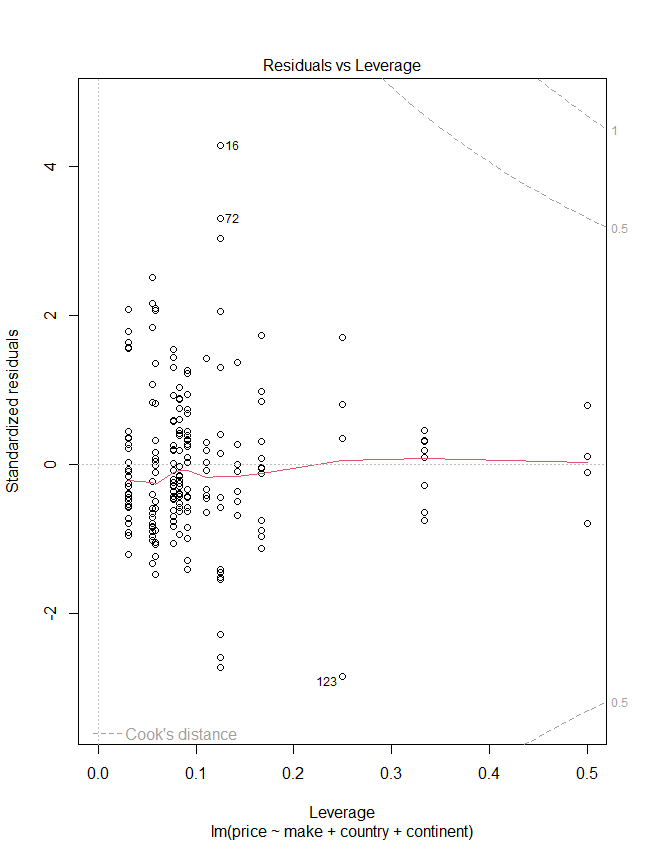 Residuals vs Leverage
16
72
123
1
0.5
0.5
Cook's distance
4
2
0
-2
Standardized residuals
0.0 0.1 0.2 0.3 0.4 0.5
Leverage
lm(price ~ make + country + continent)